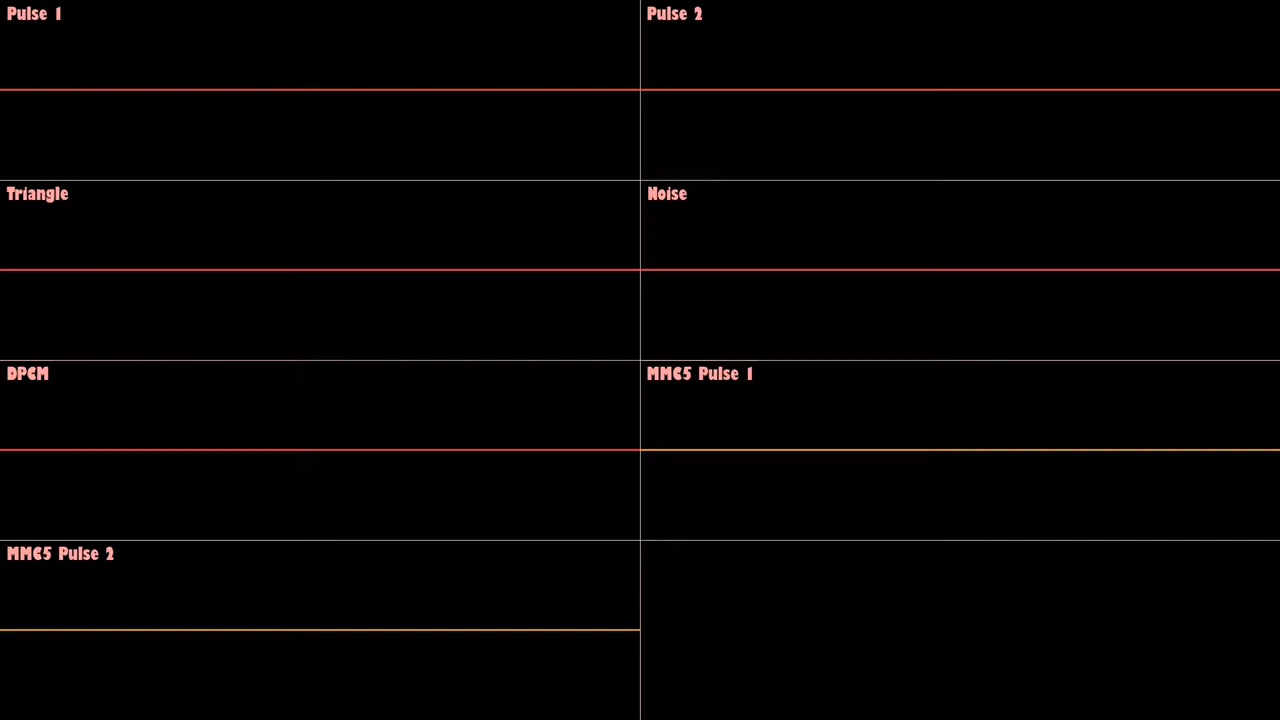 Pulse 1
Pulse 2
Triangle
Noise
DPCM
MMC5 Pulse 1
MMC5 Pulse 2